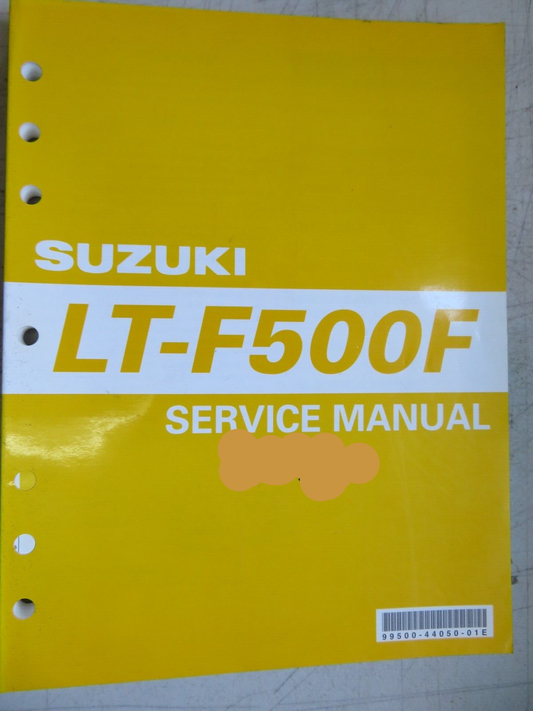 SUZUKI
LT-F500F
SERVICE MANUAL
99500-44050-01E